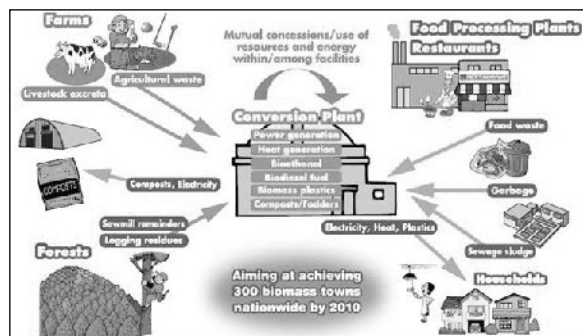 Farms
Agricultural waste
Livestock excreta
Mutual concessions/use of
resources and energy
within/among facilities
Food Processing Plants
Restaurants
Conversion Plant
Power generation
Heat generation
Bioethanol
Biodiesel fuel
Biomass plastics
Composts/Fodders
Food waste
Garbage
Sewage sludge
COMPOSTS
Composts, Electricity
Sawmill remainders
Logging residues
Forests
Electricity, Heat, Plastics
Households
Aiming at achieving
300 biomass towns
nationwide by 2010